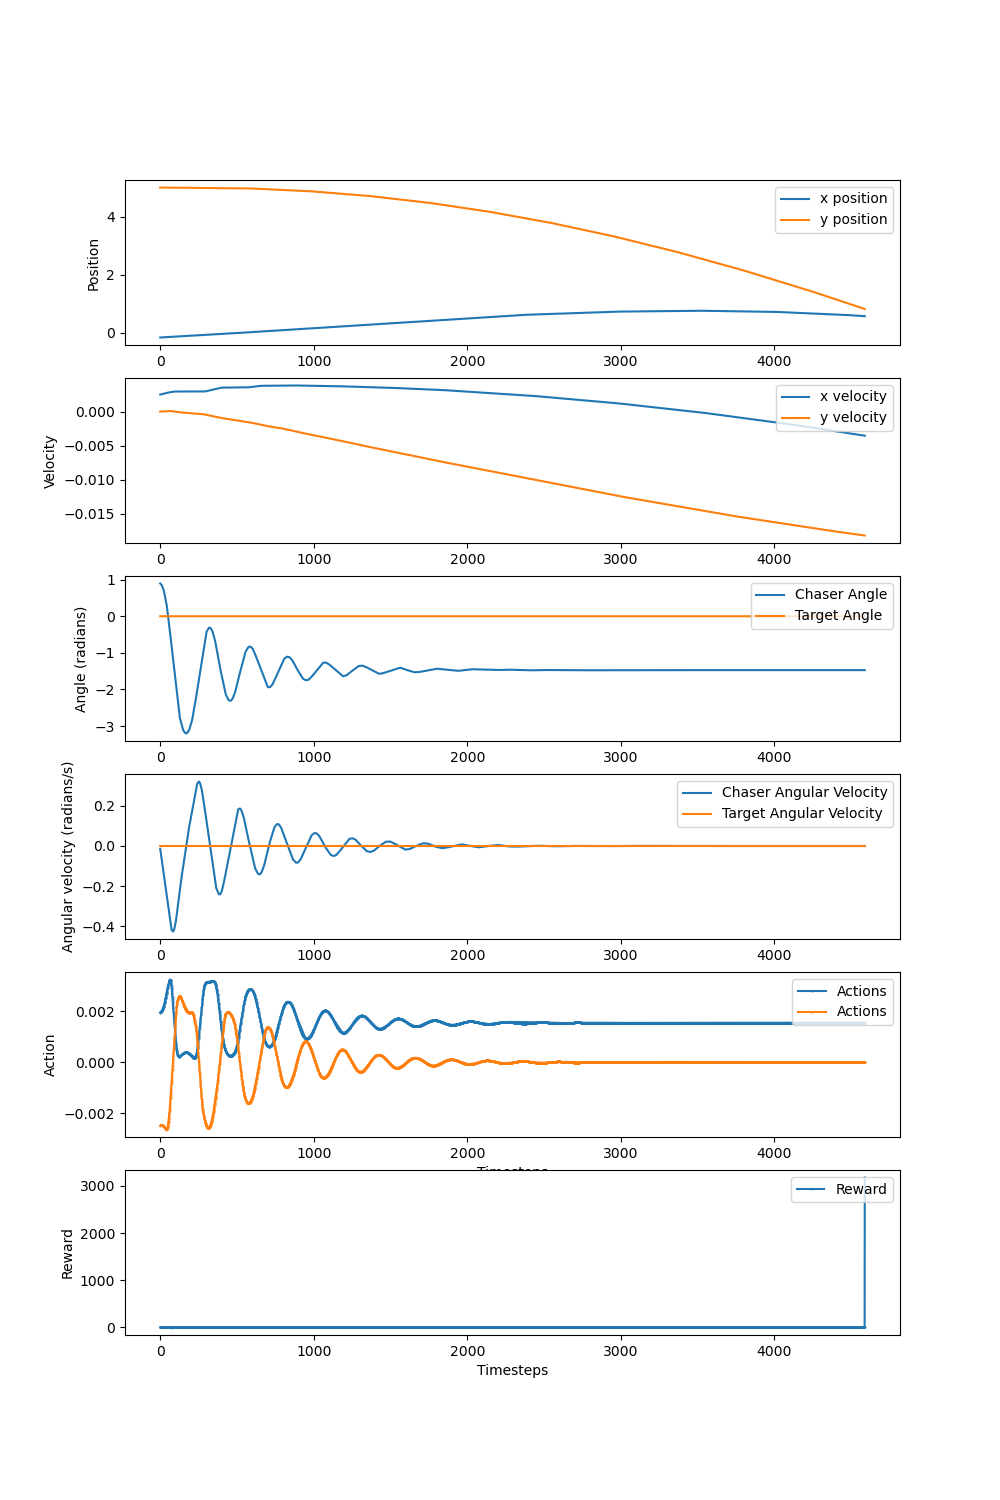 x position
y position
Position
4
2
0
0 1000 2000 3000 4000
x velocity
y velocity
Velocity
0.000
−0.005
−0.010
−0.015
0 1000 2000 3000 4000
Chaser Angle
Target Angle
Angle (radians)
1
0
−1
−2
−3
0 1000 2000 3000 4000
Chaser Angular Velocity
Target Angular Velocity
Angular velocity (radians/s)
0.2
0.0
−0.2
−0.4
0 1000 2000 3000 4000
Actions
Actions
Action
0.002
0.000
−0.002
0 1000 2000 3000 4000
Timesteps
Reward
Reward
3000
2000
1000
0
0 1000 2000 3000 4000
Timesteps